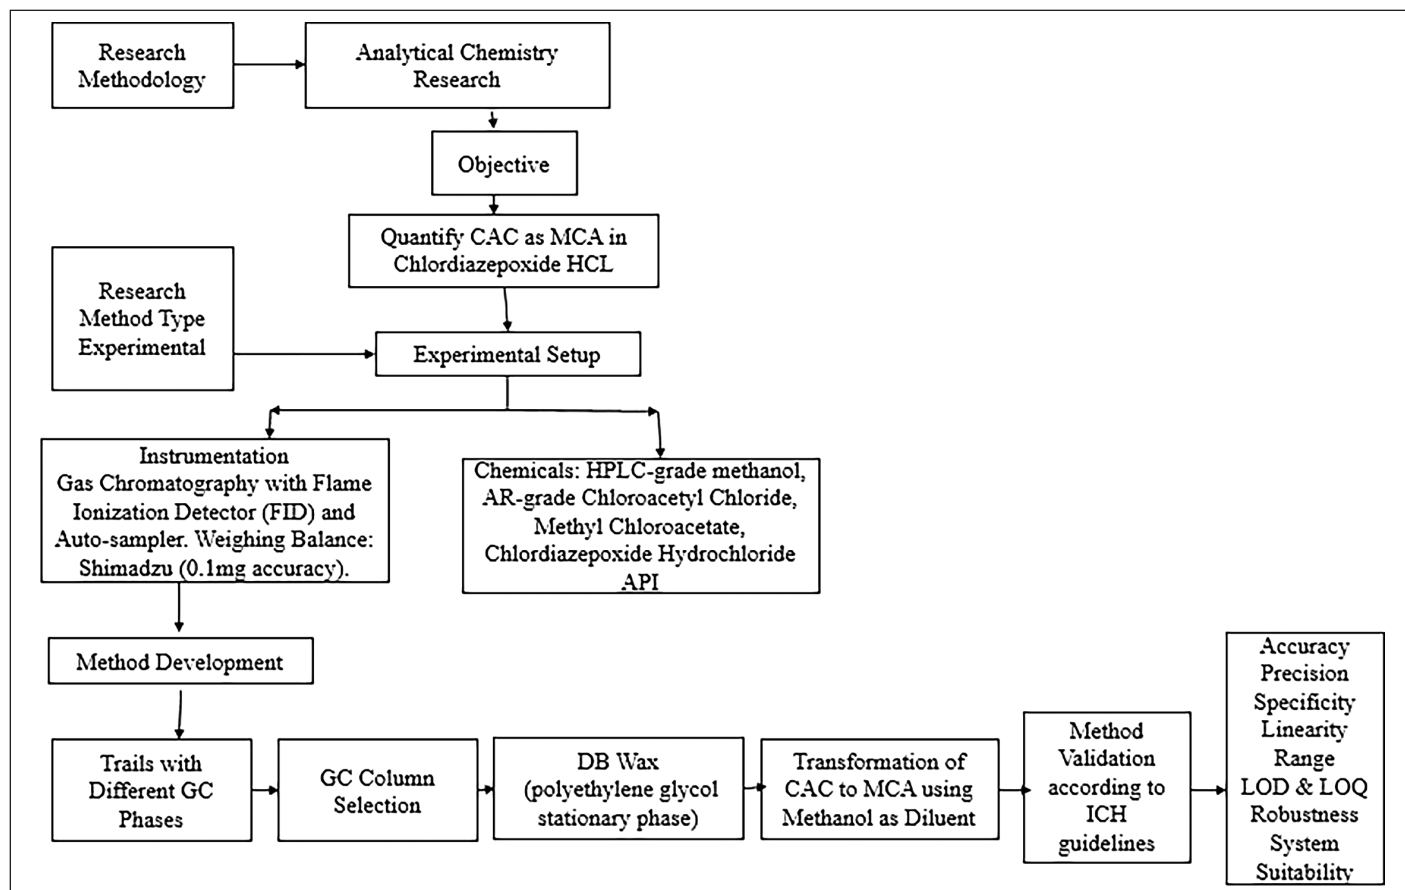 Research
Methodology
Analytical Chemistry
Research
Objective
Quantify CAC as MCA in
Chlordiazepoxide HCL
Research
Method Type
Experimental
Experimental Setup
Instrumentation
Gas Chromatography with Flame
Ionization Detector (FID) and
Auto-sampler. Weighing Balance:
Shimadzu (0.1mg accuracy).
Chemicals: HPLC-grade methanol,
AR-grade Chloroacetyl Chloride,
Methyl Chloroacetate,
Chlordiazepoxide Hydrochloride
API
Method Development
Trails with
Different GC
Phases
GC Column
Selection
DB Wax
(polyethylene glycol
stationary phase)
Transformation of
CAC to MCA using
Methanol as Diluent
Method
Validation
according to
ICH
guidelines
Accuracy
Precision
Specificity
Linearity
Range
LOD & LOQ
Robustness
System
Suitability